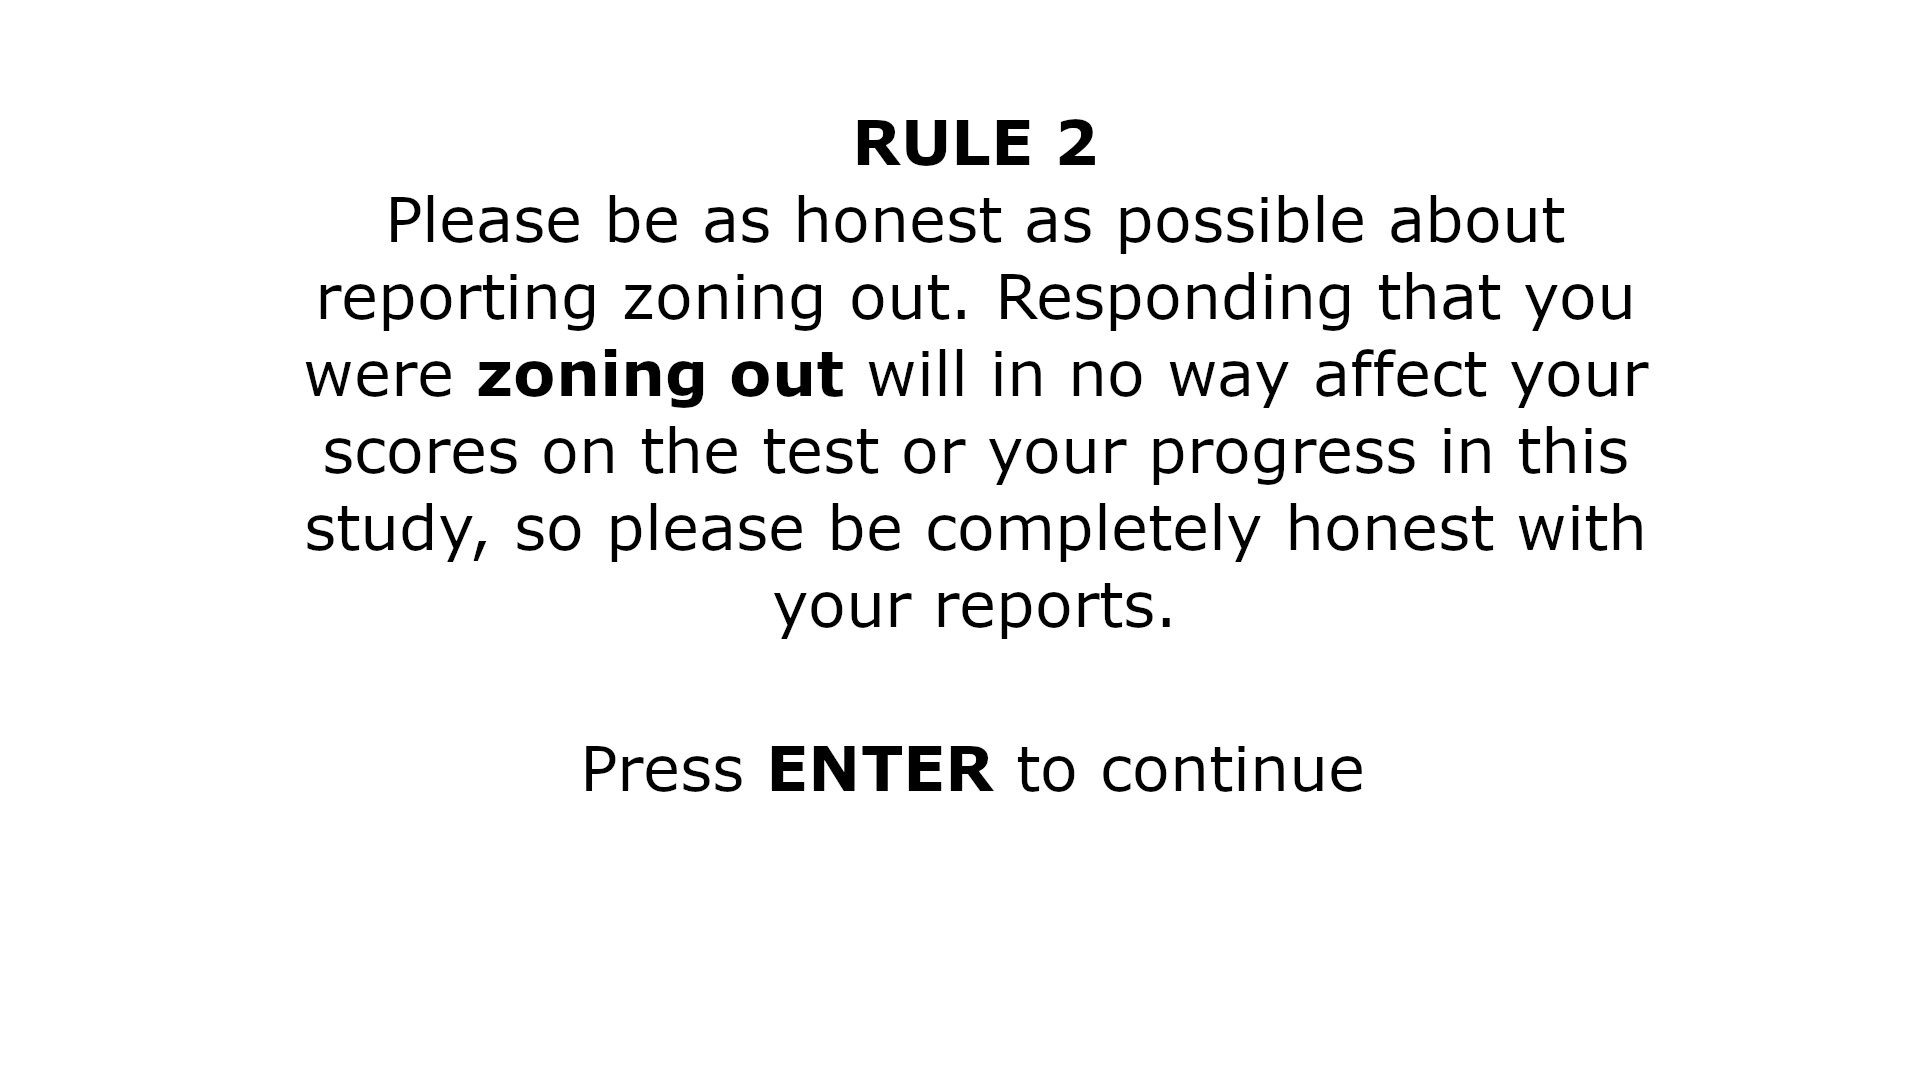 RULE 2
Please be as honest as possible about
reporting zoning out. Responding that you
were zoning out will in no way affect your
scores on the test or your progress in this
study, so please be completely honest with
your reports.
Press ENTER to continue